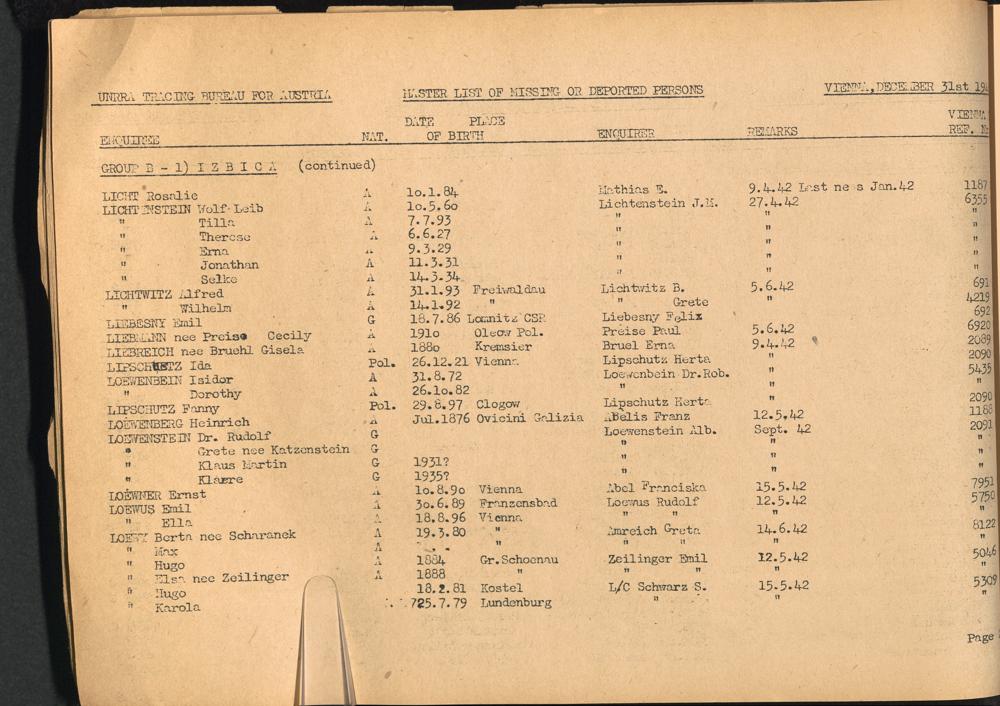 UNRRA TRACING BUREAU FOR AUSTRIA MASTER LIST OF MISSING OR DEPORTED PERSONS VIENNA, DECEMBER 31st 19
DATE PLACE VIENNA
ENQUIREE NAT. OF BIRTH ENQUIRER REMARKS REF. N
GROUP B - 1) I Z B I C A (continued)
LICHT Rosalie A 10.1.84 Mathias E. 9.4.42 Last news Jan.42 1187
LICHTENSTEIN Wolf-Leib A 10.5.60 Lichtenstein J.M. 27.4.42 6355
" Tilla A 7.7.93 " " "
" Therese A 6.6.27 " " "
" Erna A 9.3.29 " " "
" Jonathan A 11.3.31 " " "
" Selke A 14.3.34 " " "
LICHTWITZ Alfred A 31.1.93 Freiwaldau Lichtwitz B. 5.6.42 691
" Wilhelm A 14.1.92 " " Grete " 4219
LIEBESNY Emil G 18.7.86 Lomnitz CSR Liebesny Felix 692
LIEBMANN nee Preise Cecily A 1910 Oleow Pol. Preise Paul 5.6.42 6920
LIEBREICH nee Bruehl Gisela A 1880 Kremsier Bruel Erna 9.4.42 2089
LIPSCHUETZ Ida Pol. 26.12.21 Vienna Lipschutz Herta " 2090
LOEWENBEIN Isidor A 31.8.72 Loewenbein Dr.Rob. " 5435
" Dorothy A 26.10.82 " " "
LIPSCHUTZ Fanny Pol. 29.8.97 Clogow Lipschutz Herta " 2090
LOEWENBERG Heinrich A Jul.1876 Ovicini Galizia Abelis Franz 12.5.42 1188
LOEWENSTEIN Dr. Rudolf G Loewenstein Alb. Sept. 42 2091
" Grete nee Katzenstein G " " "
" Klaus Martin G 1931? " " "
" Klaere G 1935? " " "
LOEWNER Ernst A 10.8.90 Vienna Abel Franciska 15.5.42 7951
LOEWUS Emil A 30.6.89 Franzensbad Loewus Rudolf 12.5.42 5750
" Ella A 18.8.96 Vienna " " " "
LOEWY Berta nee Scharanek A 19.3.80 " Amreich Greta 14.6.42 8122
" Max A " " " "
" Hugo A 1884 Gr.Schoenau Zeilinger Emil 12.5.42 5046
" Elsa nee Zeilinger A 1888 " " " " "
" Hugo 18.2.81 Kostel L/C Schwarz S. 15.5.42 5309
" Karola 25.7.79 Lundenburg " " "
Page